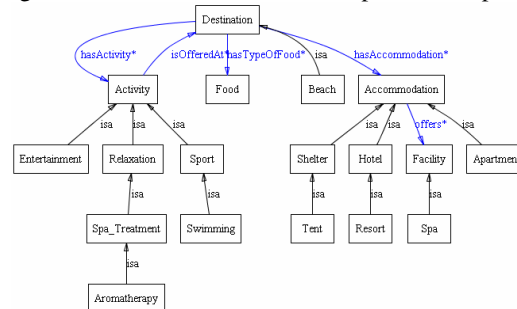 Destination
hasActivity*
isOfferedAt*
hasTypeOfFood*
isa
hasAccommodation*
Activity
Food
Beach
Accommodation
isa
isa
isa
isa
isa
offers*
isa
Entertainment
Relaxation
Sport
Shelter
Hotel
Facility
Apartment
isa
isa
isa
isa
isa
Spa_Treatment
Swimming
Tent
Resort
Spa
isa
Aromatherapy